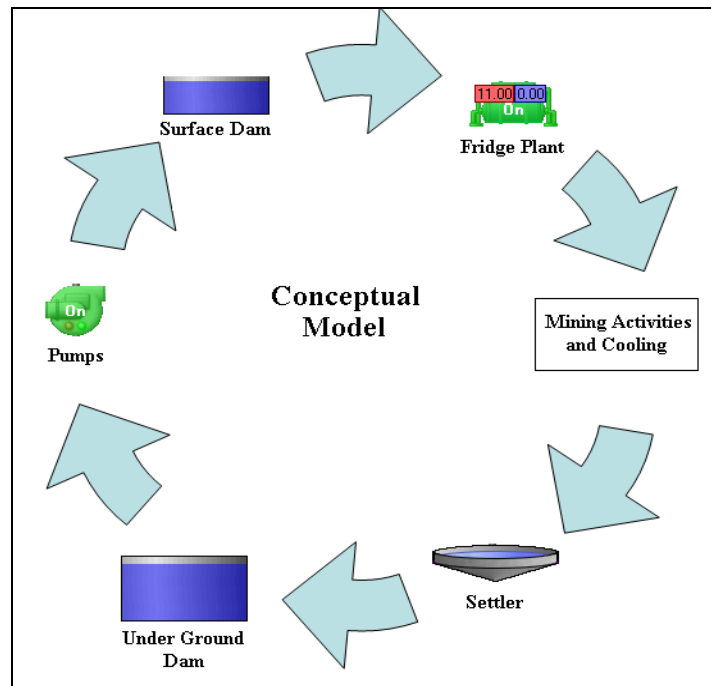 Surface Dam
11.00 0.00
On
Fridge Plant
Conceptual
Model
Mining Activities
and Cooling
On
Pumps
Settler
Under Ground
Dam